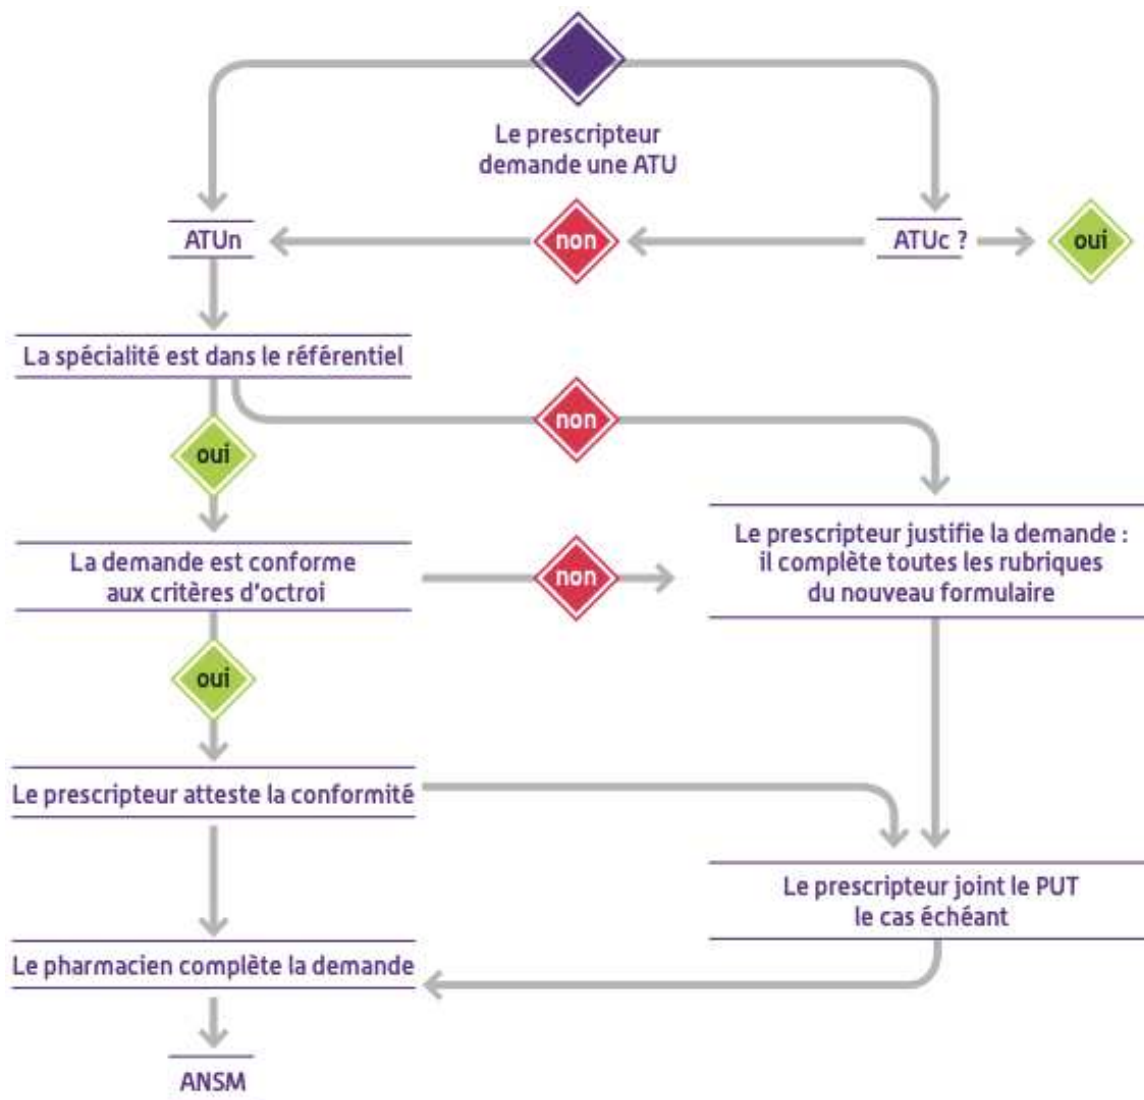 Le prescripteur
demande une ATU
ATUn
non
ATUc ?
oui
La spécialité est dans le référentiel
non
oui
La demande est conforme
aux critères d'octroi
non
Le prescripteur justifie la demande :
il complète toutes les rubriques
du nouveau formulaire
oui
Le prescripteur atteste la conformité
Le prescripteur joint le PUT
le cas échéant
Le pharmacien complète la demande
ANSM